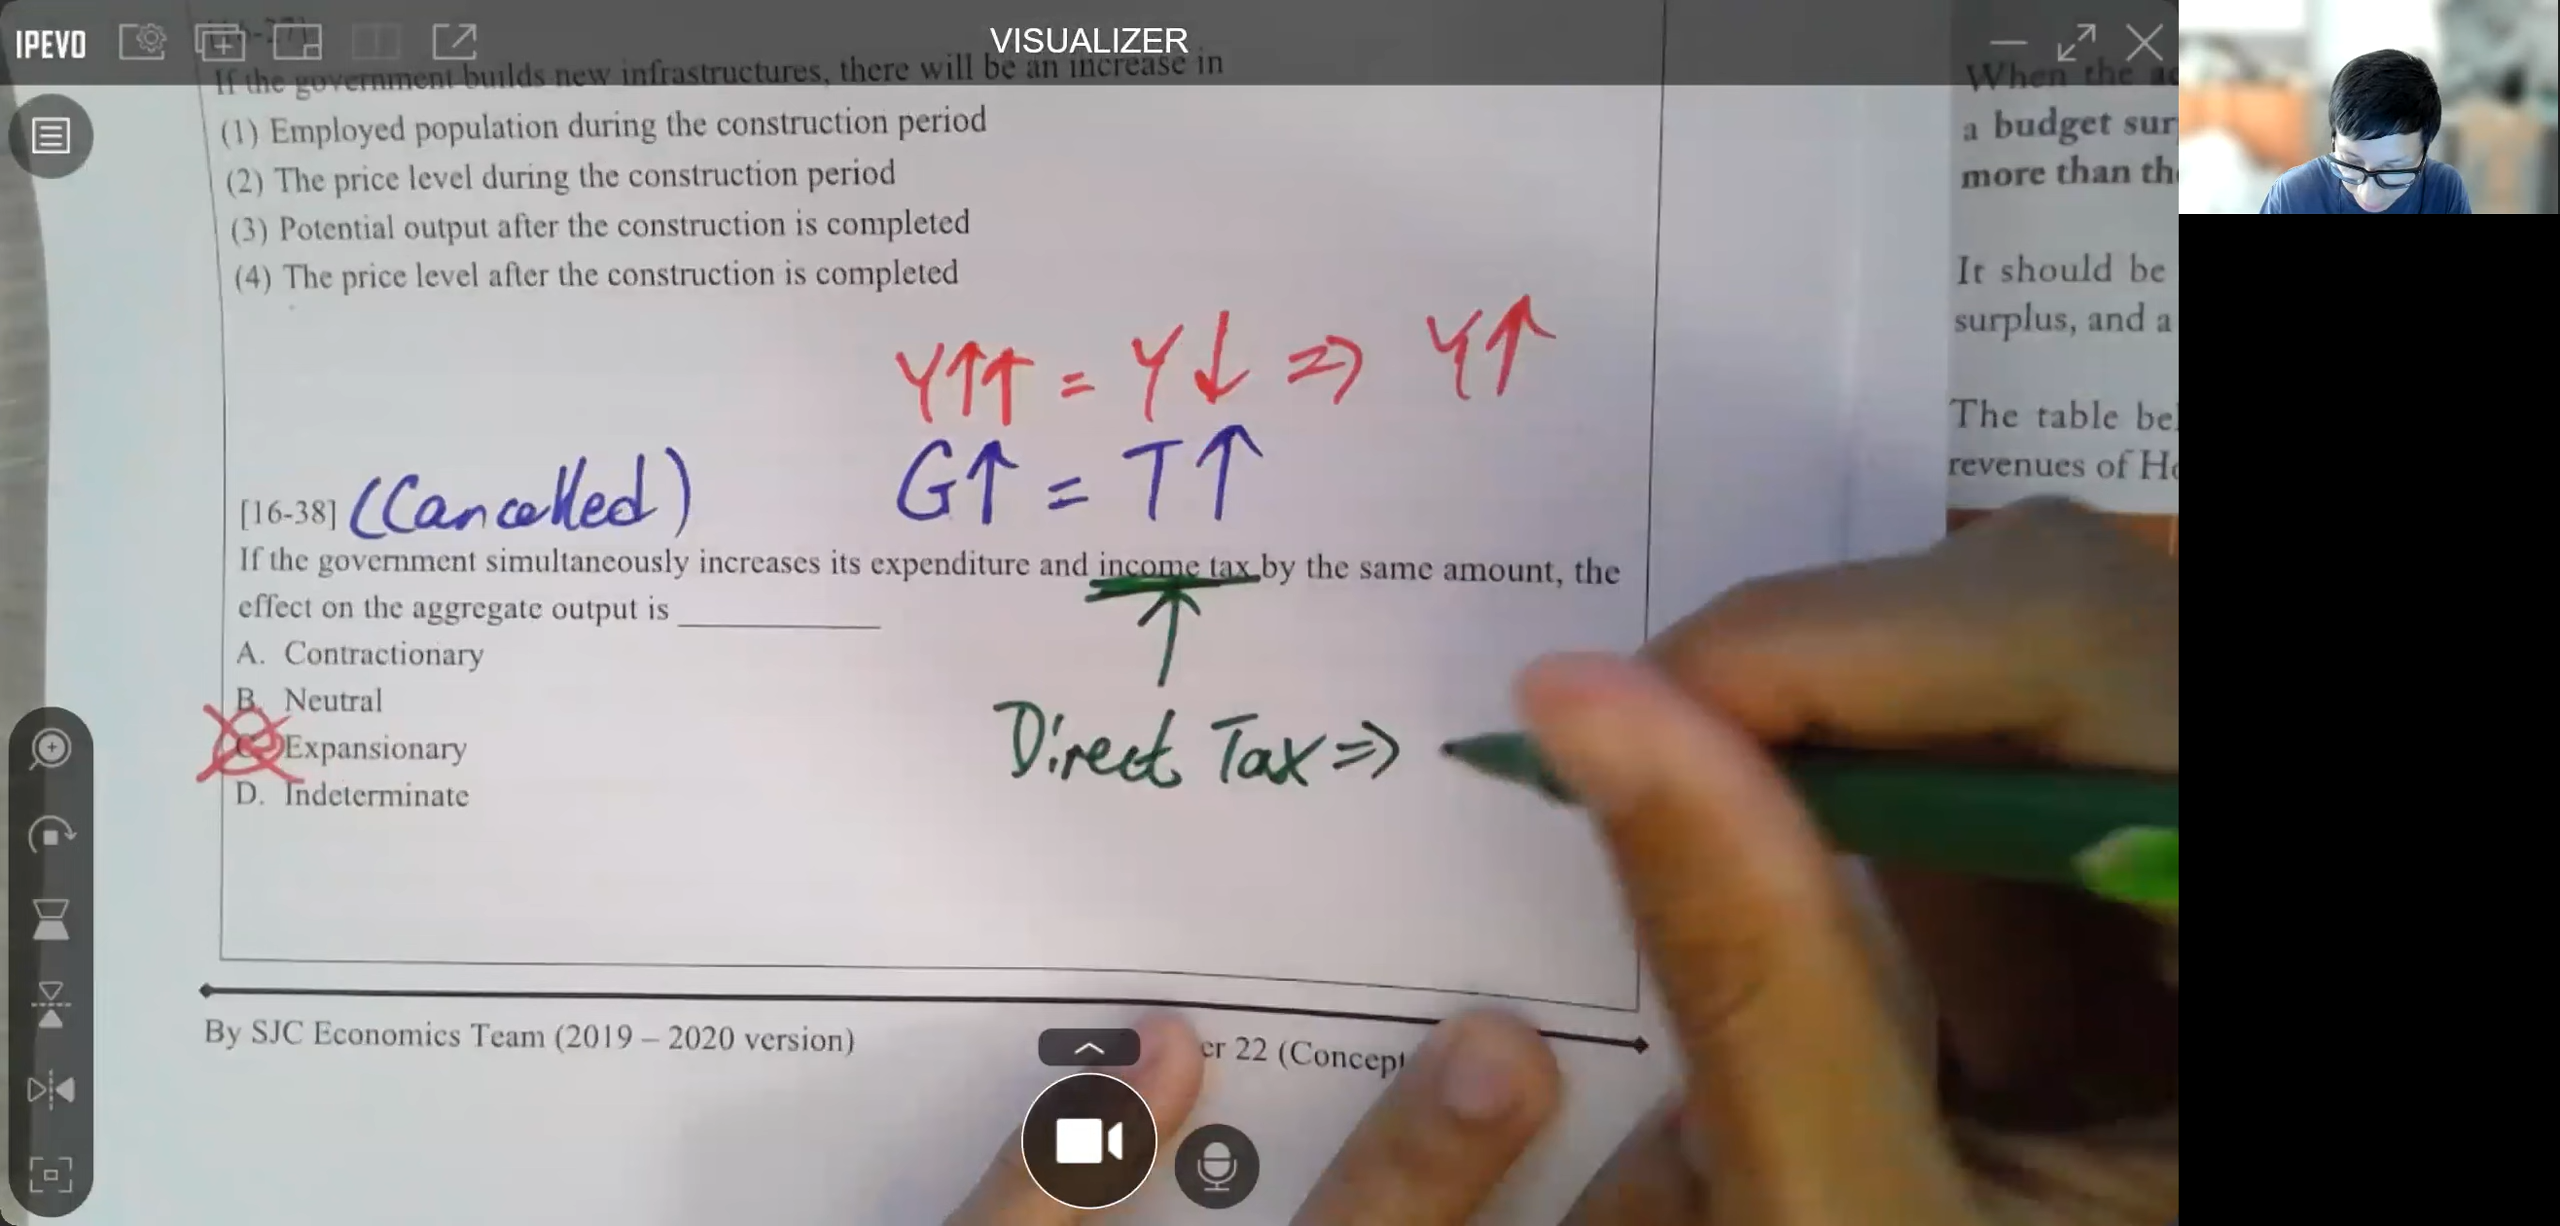 IPEVO
VISUALIZER
If the government builds new infrastructures, there will be an increase in
(1) Employed population during the construction period
(2) The price level during the construction period
(3) Potential output after the construction is completed
(4) The price level after the construction is completed
Y↑↑ = Y↓ => Y↑
G↑ = T↑
[16-38] (Cancelled)
If the government simultaneously increases its expenditure and income tax by the same amount, the
effect on the aggregate output is ____________
A. Contractionary
B. Neutral
Expansionary
D. Indeterminate
↑
Direct Tax =>
By SJC Economics Team (2019 – 2020 version)
er 22 (Concept
When the
a budget sur
more than th
It should be
surplus, and a
The table be
revenues of H